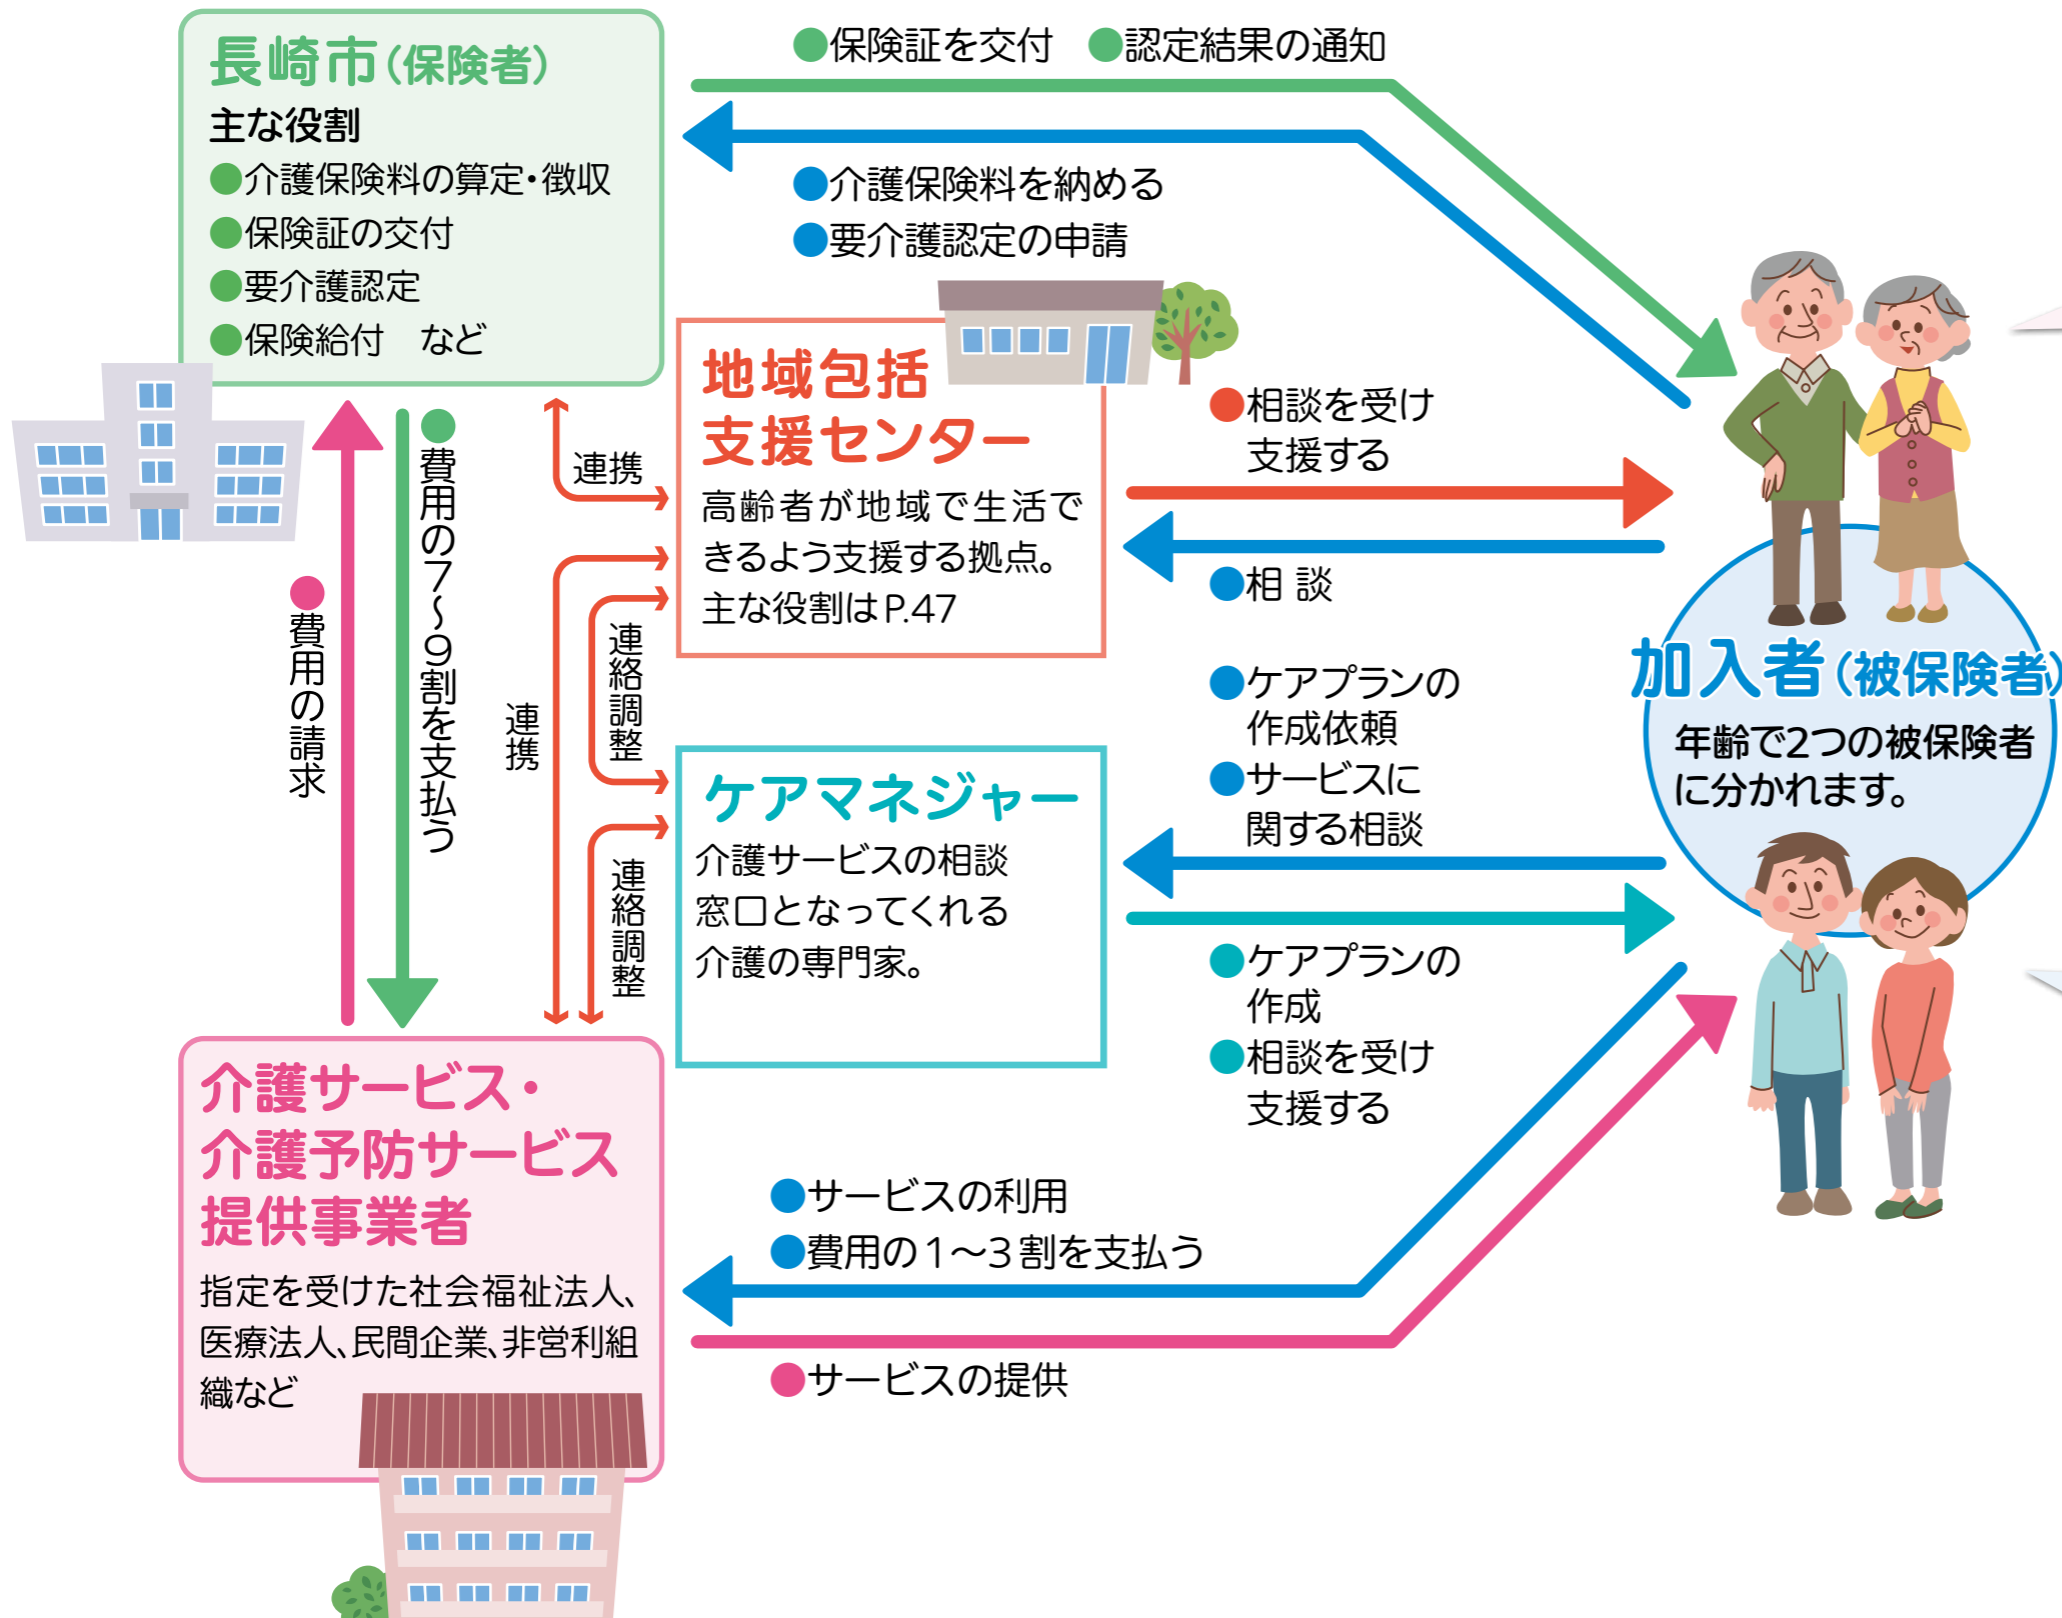 長崎市(保険者)
主な役割
●介護保険料の算定・徴収
●保険証の交付
●要介護認定
●保険給付　など
●保険証を交付　●認定結果の通知
●介護保険料を納める
●要介護認定の申請
地域包括
支援センター
高齢者が地域で生活で
きるよう支援する拠点。
主な役割はP.47
●相談を受け
支援する
●相 談
連携
●費用の7～9割を支払う
●費用の請求
連携
連絡調整
連絡調整
ケアマネジャー
介護サービスの相談
窓口となってくれる
介護の専門家。
●ケアプランの
作成依頼
●サービスに
関する相談
●ケアプランの
作成
●相談を受け
支援する
加入者(被保険者)
年齢で2つの被保険者
に分かれます。
介護サービス・
介護予防サービス
提供事業者
指定を受けた社会福祉法人、
医療法人、民間企業、非営利組
織など
●サービスの利用
●費用の1～3割を支払う
●サービスの提供